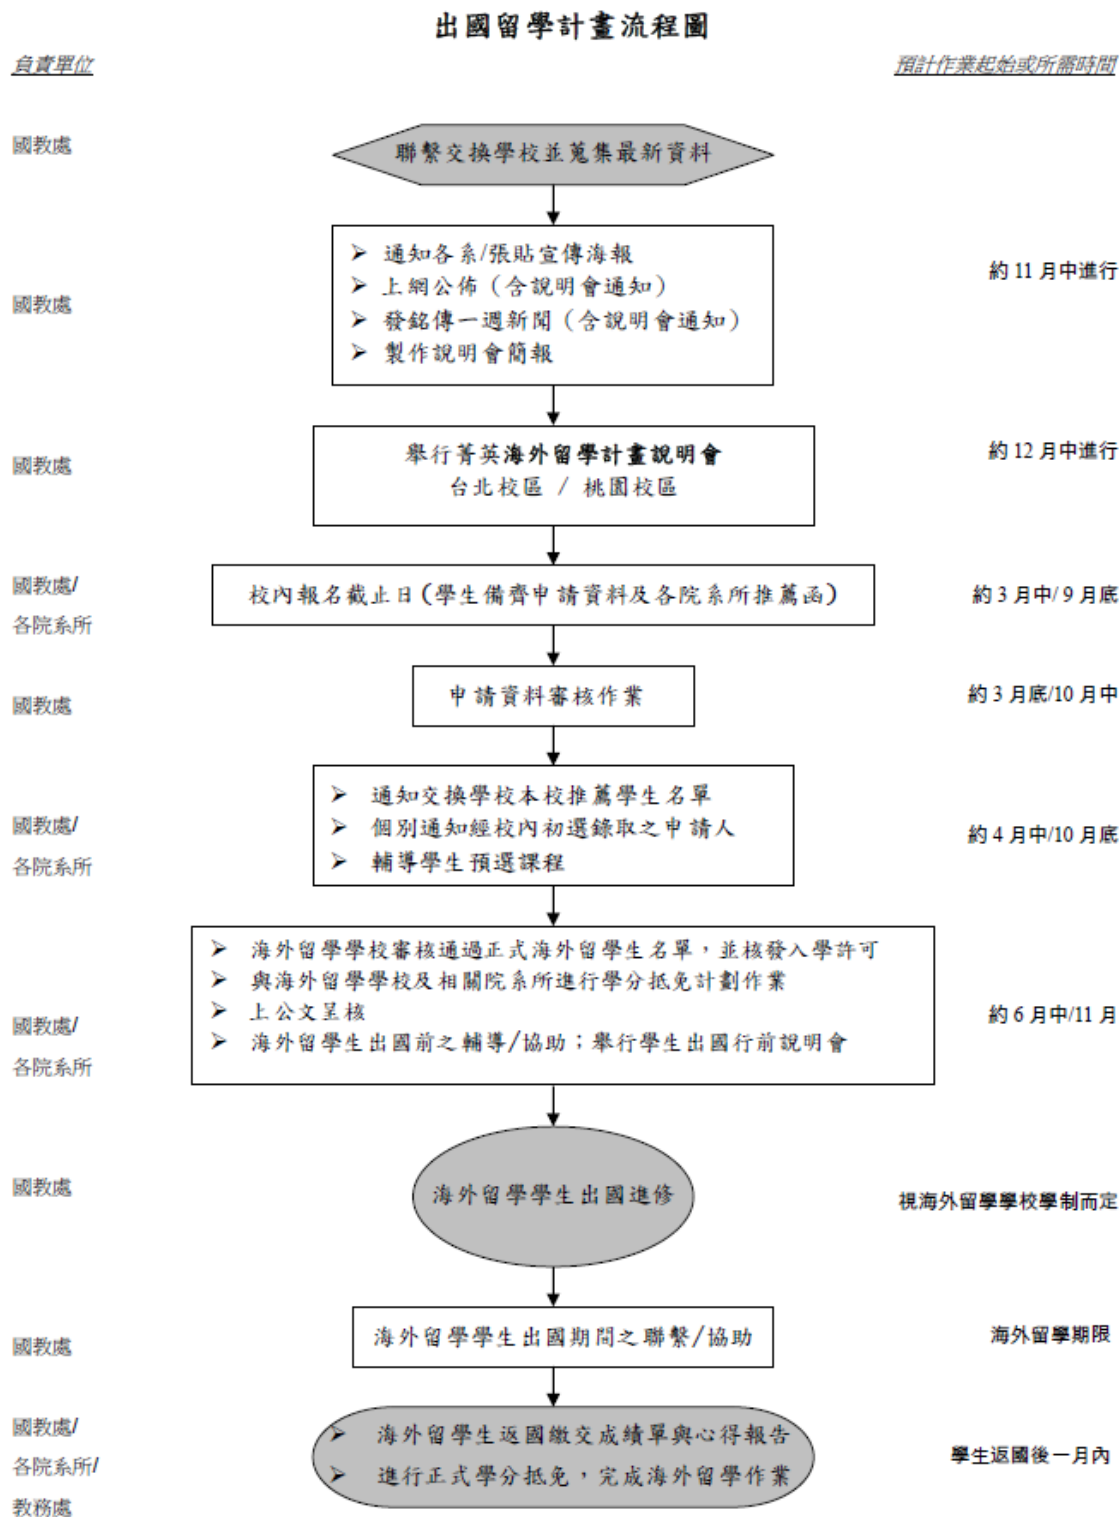 出國留學計畫流程圖
負責單位
預計作業起始或所需時間
國教處
聯繫交換學校並蒐集最新資料
國教處
➢ 通知各系/張貼宣傳海報
➢ 上網公佈（含說明會通知）
➢ 發銘傳一週新聞（含說明會通知）
➢ 製作說明會簡報
約 11 月中進行
國教處
舉行菁英海外留學計畫說明會
台北校區 / 桃園校區
約 12 月中進行
國教處/
各院系所
校內報名截止日(學生備齊申請資料及各院系所推薦函)
約 3 月中/ 9 月底
國教處
申請資料審核作業
約 3 月底/10 月中
國教處/
各院系所
➢ 通知交換學校本校推薦學生名單
➢ 個別通知經校內初選錄取之申請人
➢ 輔導學生預選課程
約 4 月中/10 月底
國教處/
各院系所
➢ 海外留學學校審核通過正式海外留學生名單，並核發入學許可
➢ 與海外留學學校及相關院系所進行學分抵免計劃作業
➢ 上公文呈核
➢ 海外留學生出國前之輔導/協助；舉行學生出國行前說明會
約 6 月中/11 月
國教處
海外留學學生出國進修
視海外留學學校學制而定
國教處
海外留學學生出國期間之聯繫/協助
海外留學期限
國教處/
各院系所/
教務處
➢ 海外留學生返國繳交成績單與心得報告
➢ 進行正式學分抵免，完成海外留學作業
學生返國後一月內